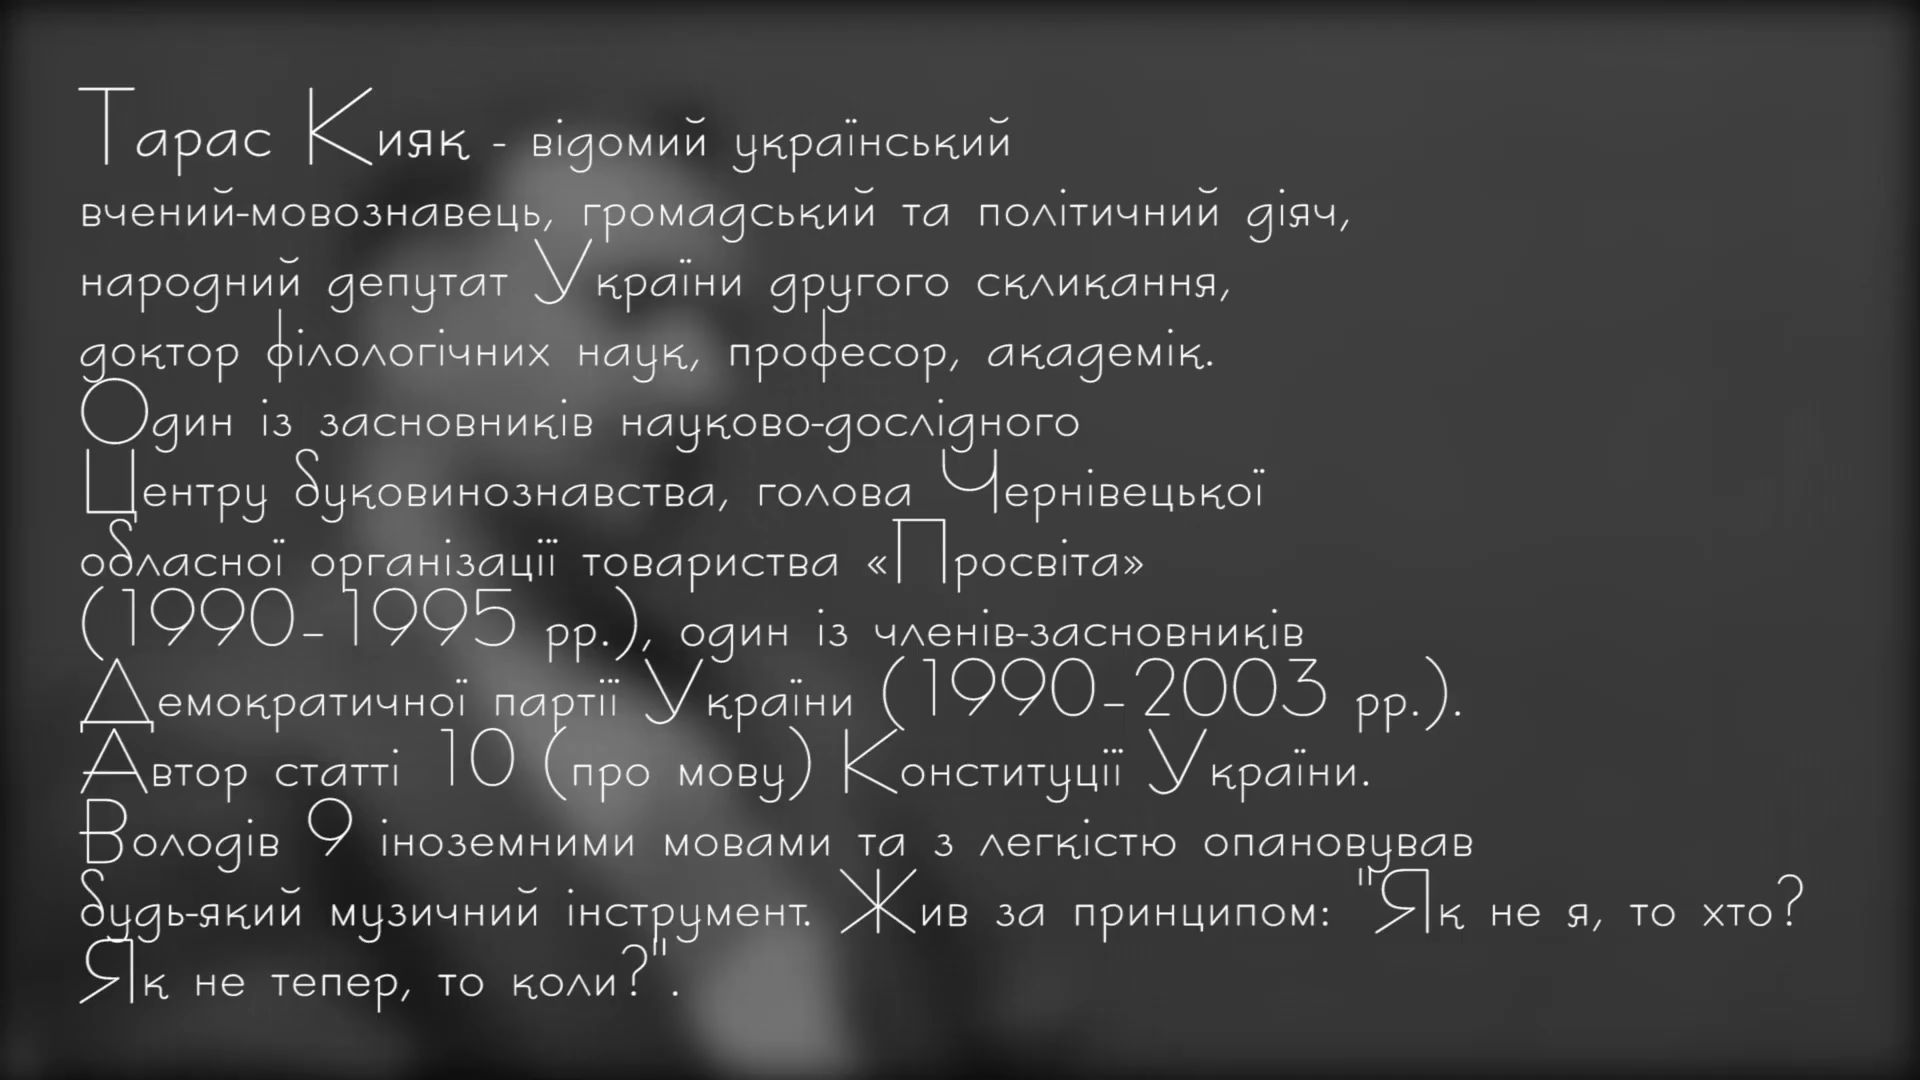 Тарас Кияк - відомий український
вчений-мовознавець, громадський та політичний діяч,
народний депутат України другого скликання,
доктор філологічних наук, професор, академік.
Один із засновників науково-дослідного
Центру буковинознавства, голова Чернівецької
обласної організації товариства «Просвіта»
(1990-1995 рр.), один із членів-засновників
Демократичної партії України (1990-2003 рр.).
Автор статті 10 (про мову) Конституції України.
Володів 9 іноземними мовами та з легкістю опановував
будь-який музичний інструмент. Жив за принципом: "Як не я, то хто?
Як не тепер, то коли?".